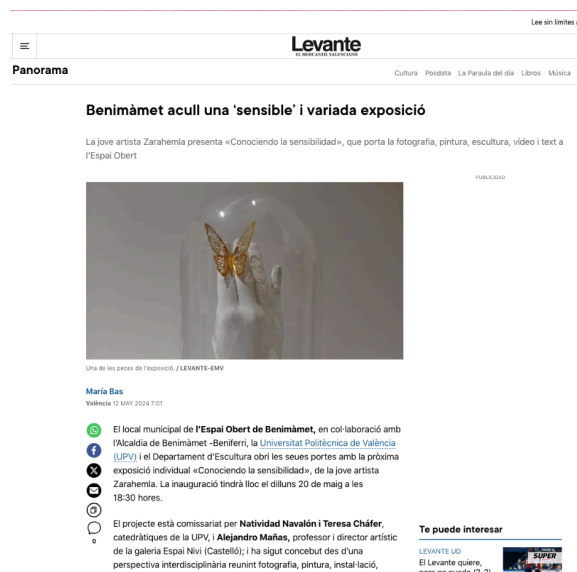 Lee sin límites
Levante
EL MERCANTIL VALENCIANO
Panorama
Cultura Posdata La Paraula del día Libros Música
Benimàmet acull una ‘sensible’ i variada exposició
La jove artista Zarahemla presenta «Conociendo la sensibilidad», que porta la fotografia, pintura, escultura, vídeo i text a
l’Espai Obert
PUBLICIDAD
Una de les peces de l’exposició. / LEVANTE-EMV
María Bas
València 12 MAY 2024 7:01
El local municipal de l’Espai Obert de Benimàmet, en col·laboració amb
l’Alcaldia de Benimàmet -Beniferri, la Universitat Politècnica de València
(UPV) i el Departament d’Escultura obri les seues portes amb la pròxima
exposició individual «Conociendo la sensibilidad», de la jove artista
Zarahemla. La inauguració tindrà lloc el dilluns 20 de maig a les
18:30 hores.
0
El projecte està comissariat per Natividad Navalón i Teresa Cháfer,
catedràtiques de la UPV, i Alejandro Mañas, professor i director artístic
de la galeria Espai Nivi (Castelló); i ha sigut concebut des d’una
perspectiva interdisciplinària reunint fotografia, pintura, instal·lació,
Te puede interesar
LEVANTE UD
El Levante quiere,
SUPER